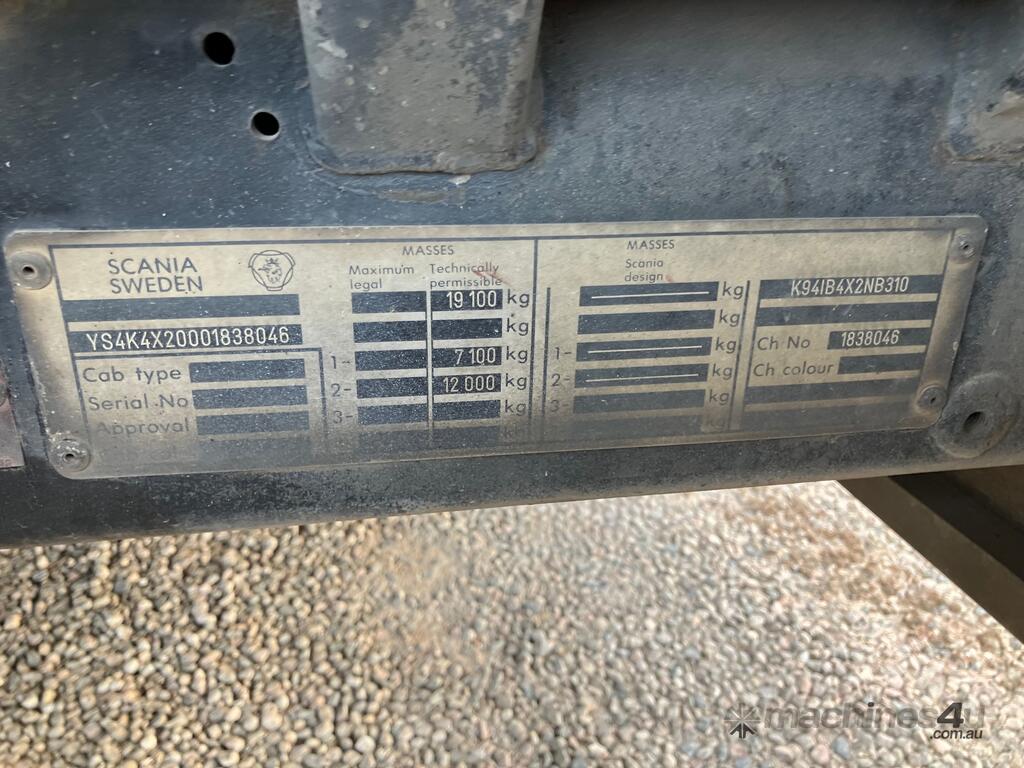 SCANIA
SWEDEN
YS4K4X20001838046
Cab type
Serial No
Approval
MASSES
Maximum legal Technically permissible
19 100 kg
kg
1- 7 100 kg
2- 12 000 kg
3- kg
kg
MASSES
Scania
design
kg
kg
1- kg
2- kg
3- kg
kg
K94IB4X2NB310
Ch No 1838046
Ch colour
machines4u
.com.au